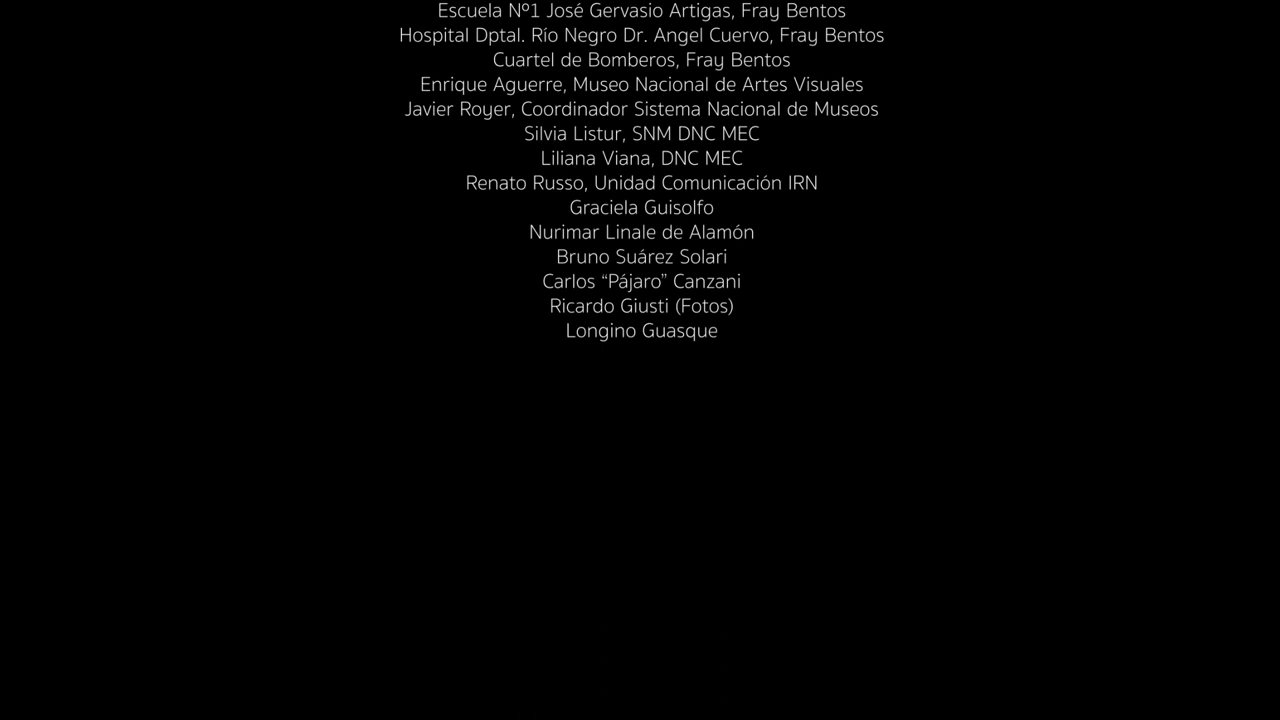 Escuela Nº1 José Gervasio Artigas, Fray Bentos
Hospital Dptal. Río Negro Dr. Angel Cuervo, Fray Bentos
Cuartel de Bomberos, Fray Bentos
Enrique Aguerre, Museo Nacional de Artes Visuales
Javier Royer, Coordinador Sistema Nacional de Museos
Silvia Listur, SNM DNC MEC
Liliana Viana, DNC MEC
Renato Russo, Unidad Comunicación IRN
Graciela Guisolfo
Nurimar Linale de Alamón
Bruno Suárez Solari
Carlos “Pájaro” Canzani
Ricardo Giusti (Fotos)
Longino Guasque